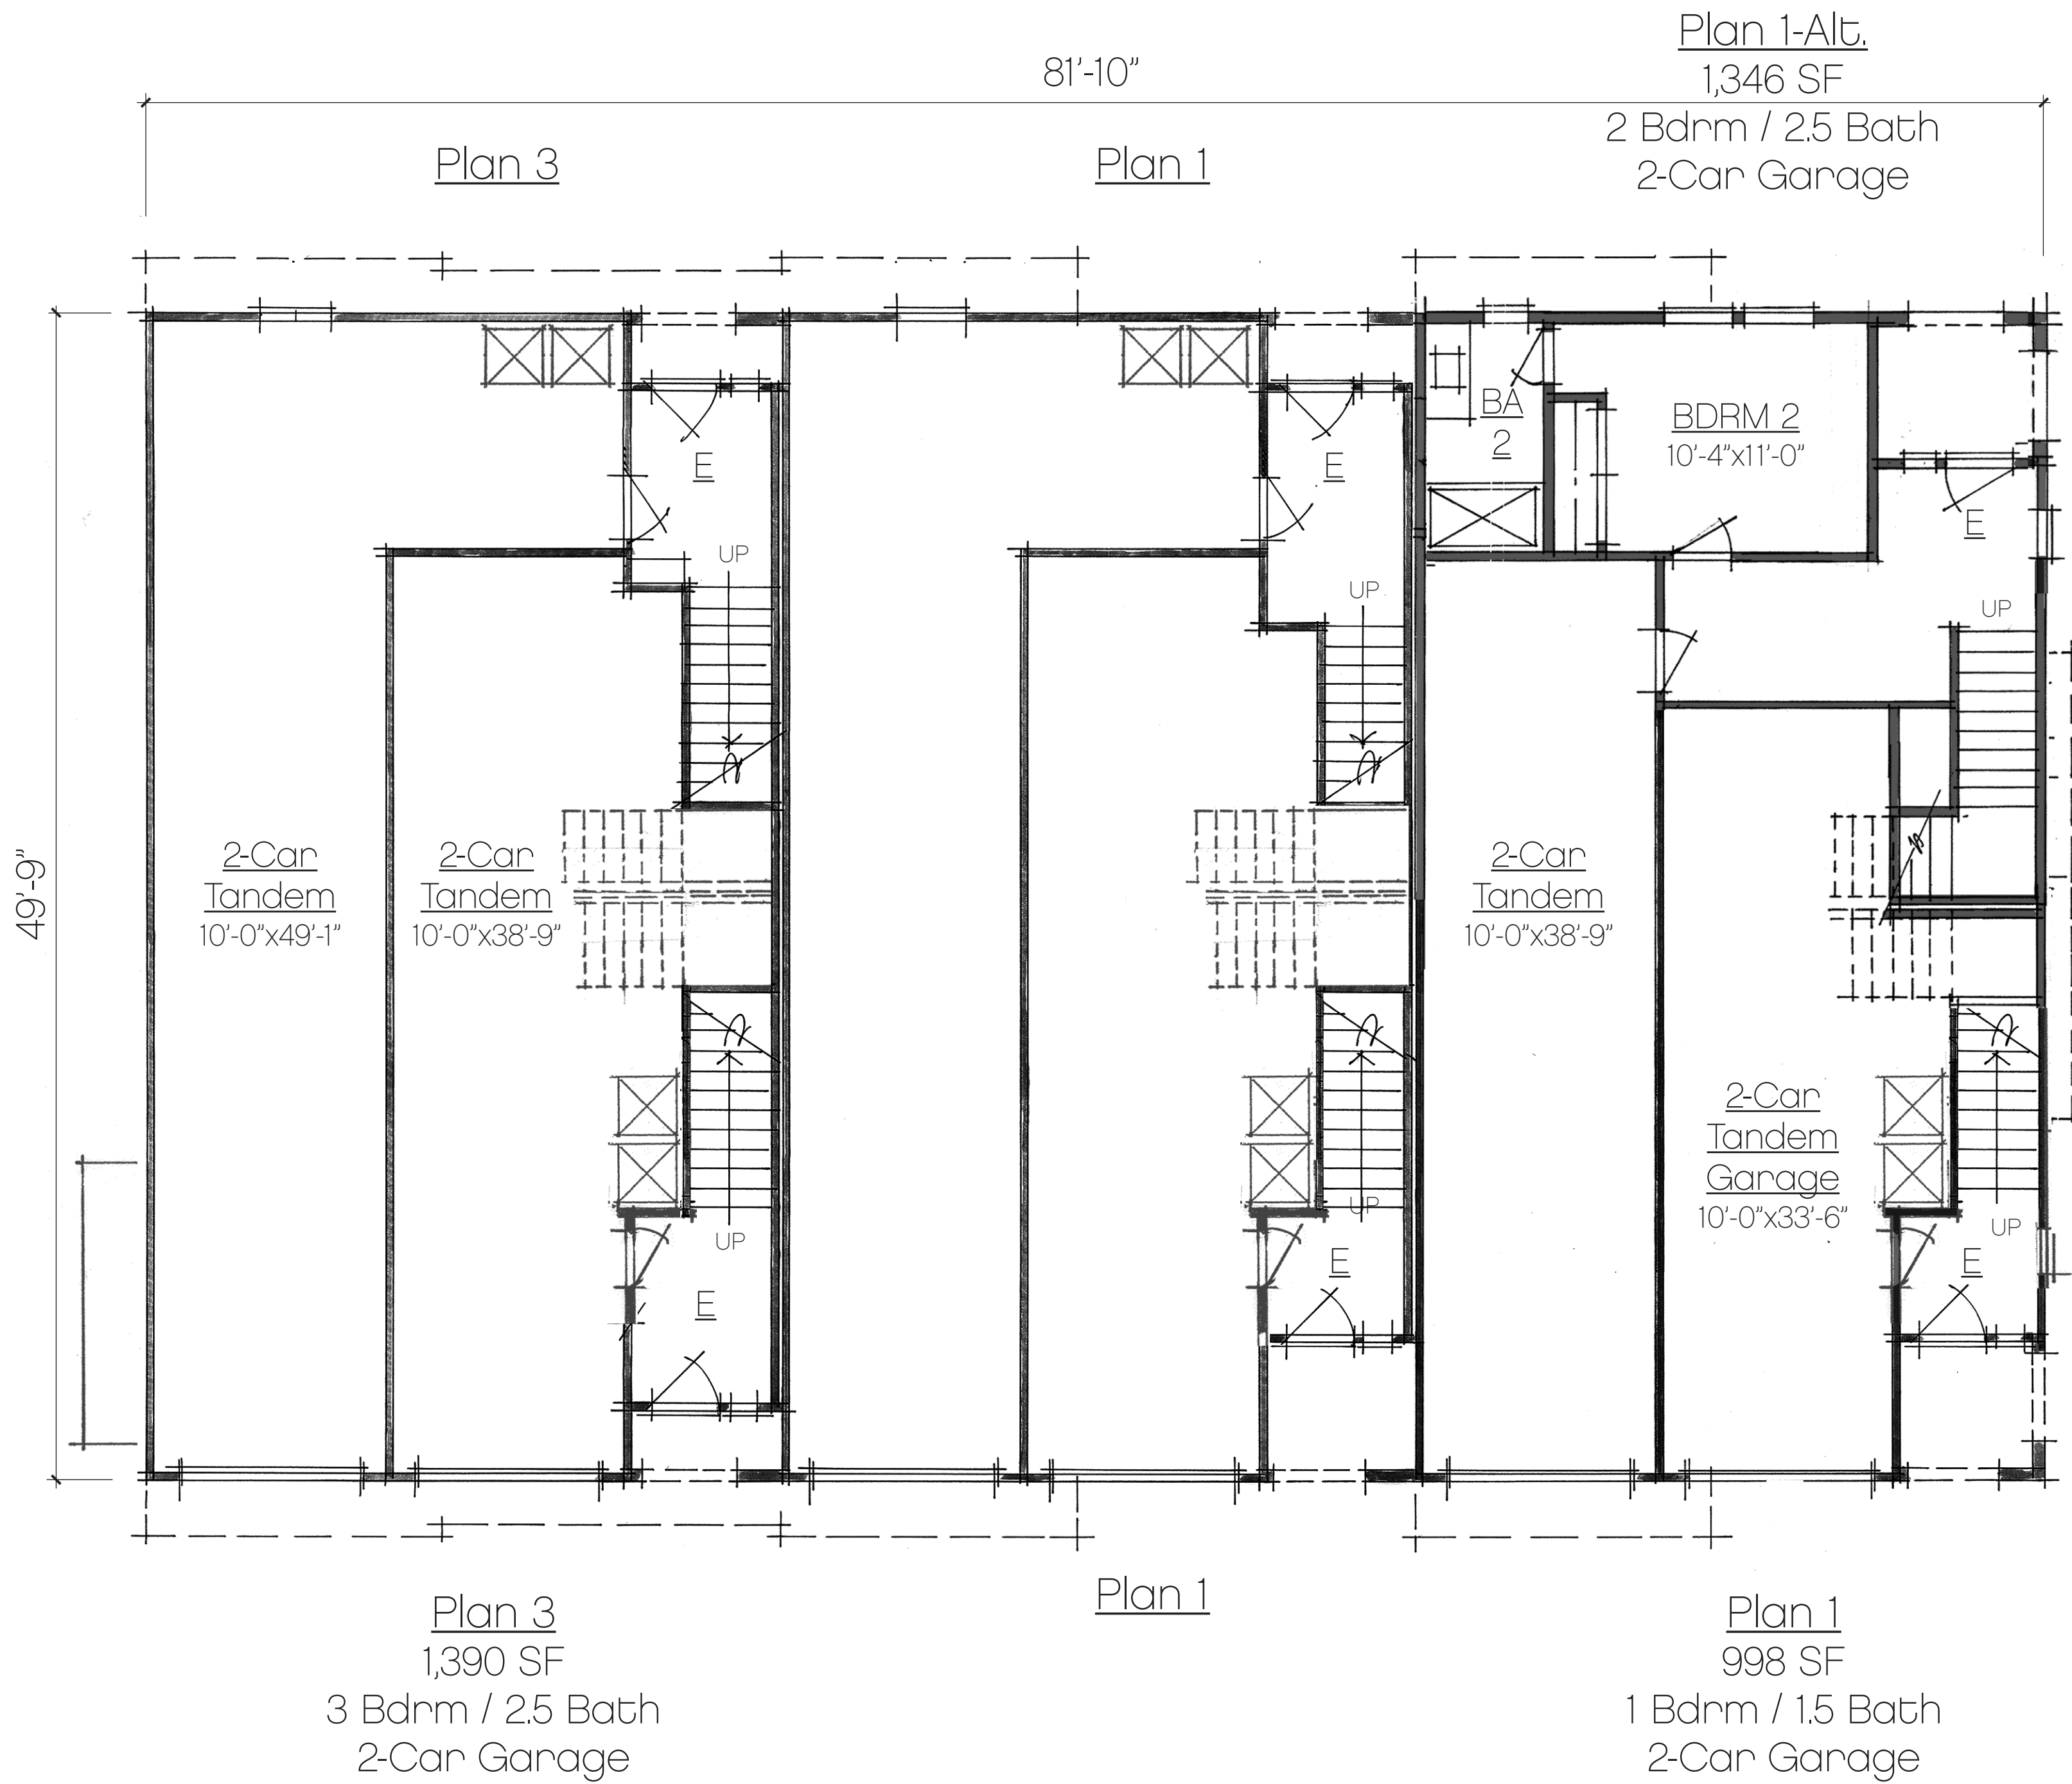 Plan 1-Alt.
1,346 SF
2 Bdrm / 2.5 Bath
2-Car Garage
81'-10"
Plan 3
Plan 1
BA
2
BDRM 2
10'-4"x11'-0"
E
E
E
UP
UP
UP
49'-9"
2-Car
Tandem
10'-0"x49'-1"
2-Car
Tandem
10'-0"x38'-9"
2-Car
Tandem
10'-0"x38'-9"
2-Car
Tandem
Garage
10'-0"x33'-6"
UP
UP
UP
E
E
E
Plan 3
1,390 SF
3 Bdrm / 2.5 Bath
2-Car Garage
Plan 1
Plan 1
998 SF
1 Bdrm / 1.5 Bath
2-Car Garage